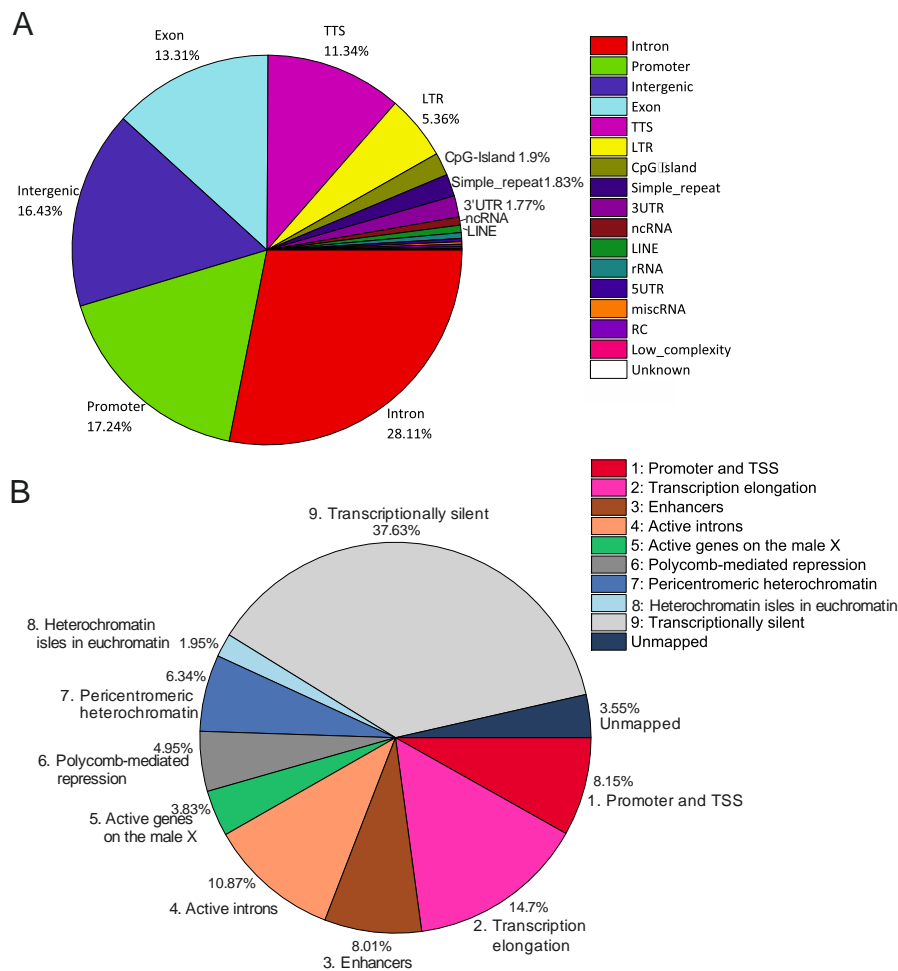 A
Exon
13.31%
TTS
11.34%
LTR
5.36%
CpG-Island 1.9%
Simple_repeat1.83%
3'UTR 1.77%
ncRNA
LINE
Intergenic
16.43%
Promoter
17.24%
Intron
28.11%
Intron
Promoter
Intergenic
Exon
TTS
LTR
CpG▯Island
Simple_repeat
3UTR
ncRNA
LINE
rRNA
5UTR
miscRNA
RC
Low_complexity
Unknown
B
9. Transcriptionally silent
37.63%
8. Heterochromatin
isles in euchromatin 1.95%
6.34%
7. Pericentromeric
heterochromatin
4.95%
6. Polycomb-mediated
repression
3.83%
5. Active genes
on the male X
10.87%
4. Active introns
8.01%
3. Enhancers
14.7%
2. Transcription
elongation
8.15%
1. Promoter and TSS
3.55%
Unmapped
1: Promoter and TSS
2: Transcription elongation
3: Enhancers
4: Active introns
5: Active genes on the male X
6: Polycomb-mediated repression
7: Pericentromeric heterochromatin
8: Heterochromatin isles in euchromatin
9: Transcriptionally silent
Unmapped